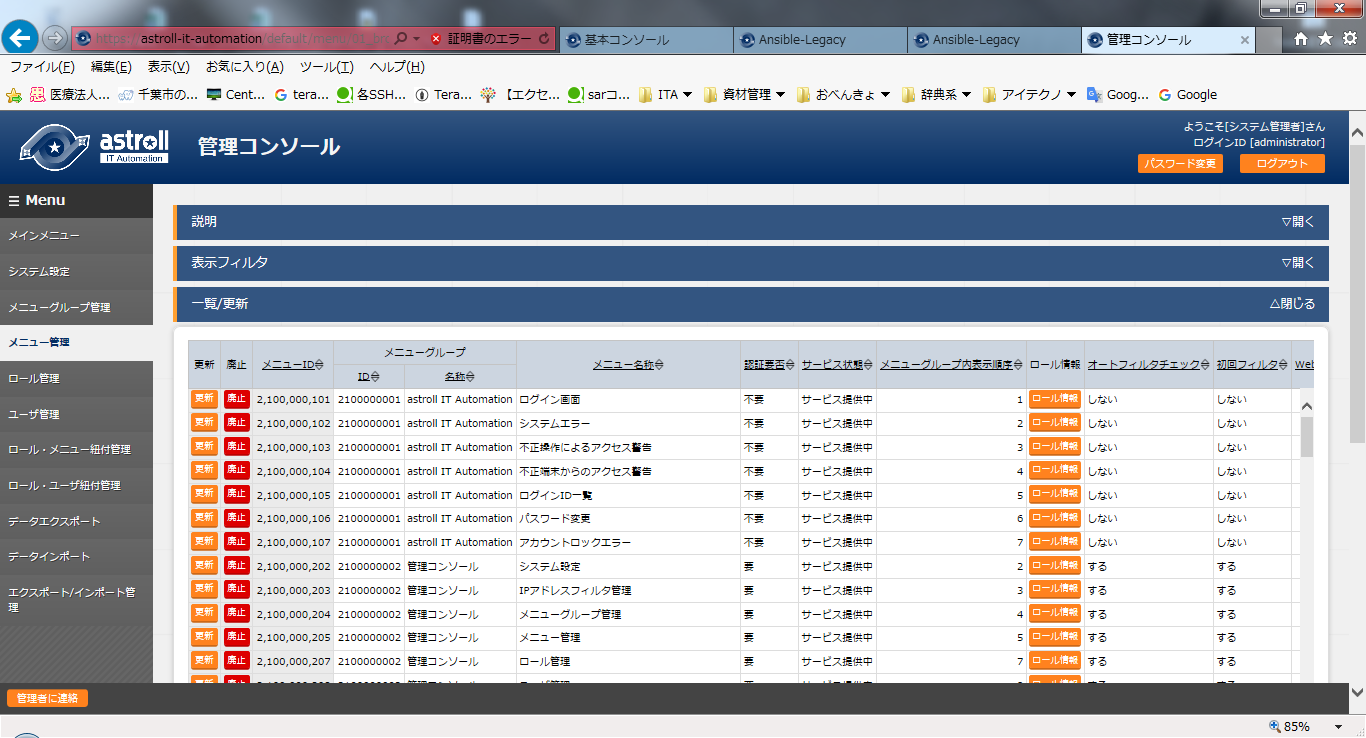 https://astroll-it-automation/default/menu/01_bro
証明書のエラー
基本コンソール
Ansible-Legacy
Ansible-Legacy
管理コンソール
ファイル(F) 編集(E) 表示(V) お気に入り(A) ツール(T) ヘルプ(H)
医療法人... 千葉市の... Cent... tera... 各SSH... Tera... 【エクセ... sarコ... ITA 資材管理 おべんきょ 辞典系 アイテクノ Goog... Google
astroll
IT Automation
管理コンソール
ようこそ[システム管理者]さん
ログインID [administrator]
パスワード変更 ログアウト
☰ Menu
メインメニュー
システム設定
メニューグループ管理
メニュー管理
ロール管理
ユーザ管理
ロール・メニュー紐付管理
ロール・ユーザ紐付管理
データエクスポート
データインポート
エクスポート/インポート管
理
説明 ▽開く
表示フィルタ ▽開く
一覧/更新 △閉じる
更新 廃止 メニューID メニューグループ メニュー名称 認証要否 サービス状態 メニューグループ内表示順序 ロール情報 オートフィルタチェック 初回フィルタ Web
ID 名称
更新 廃止 2,100,000,101 2100000001 astroll IT Automation ログイン画面 不要 サービス提供中 1 ロール情報 しない しない
更新 廃止 2,100,000,102 2100000001 astroll IT Automation システムエラー 不要 サービス提供中 2 ロール情報 しない しない
更新 廃止 2,100,000,103 2100000001 astroll IT Automation 不正操作によるアクセス警告 不要 サービス提供中 3 ロール情報 しない しない
更新 廃止 2,100,000,104 2100000001 astroll IT Automation 不正端末からのアクセス警告 不要 サービス提供中 4 ロール情報 しない しない
更新 廃止 2,100,000,105 2100000001 astroll IT Automation ログインID一覧 不要 サービス提供中 5 ロール情報 しない しない
更新 廃止 2,100,000,106 2100000001 astroll IT Automation パスワード変更 不要 サービス提供中 6 ロール情報 しない しない
更新 廃止 2,100,000,107 2100000001 astroll IT Automation アカウントロックエラー 不要 サービス提供中 7 ロール情報 しない しない
更新 廃止 2,100,000,202 2100000002 管理コンソール システム設定 要 サービス提供中 2 ロール情報 する する
更新 廃止 2,100,000,203 2100000002 管理コンソール IPアドレスフィルタ管理 要 サービス提供中 3 ロール情報 する する
更新 廃止 2,100,000,204 2100000002 管理コンソール メニューグループ管理 要 サービス提供中 4 ロール情報 する する
更新 廃止 2,100,000,205 2100000002 管理コンソール メニュー管理 要 サービス提供中 5 ロール情報 する する
更新 廃止 2,100,000,207 2100000002 管理コンソール ロール管理 要 サービス提供中 7 ロール情報 する する
管理者に連絡
85%